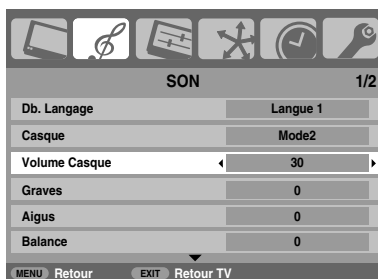 SON 1/2
Db. Langage Langue 1
Casque Mode2
Volume Casque 30
Graves 0
Aigus 0
Balance 0
MENU Retour EXIT Retour TV